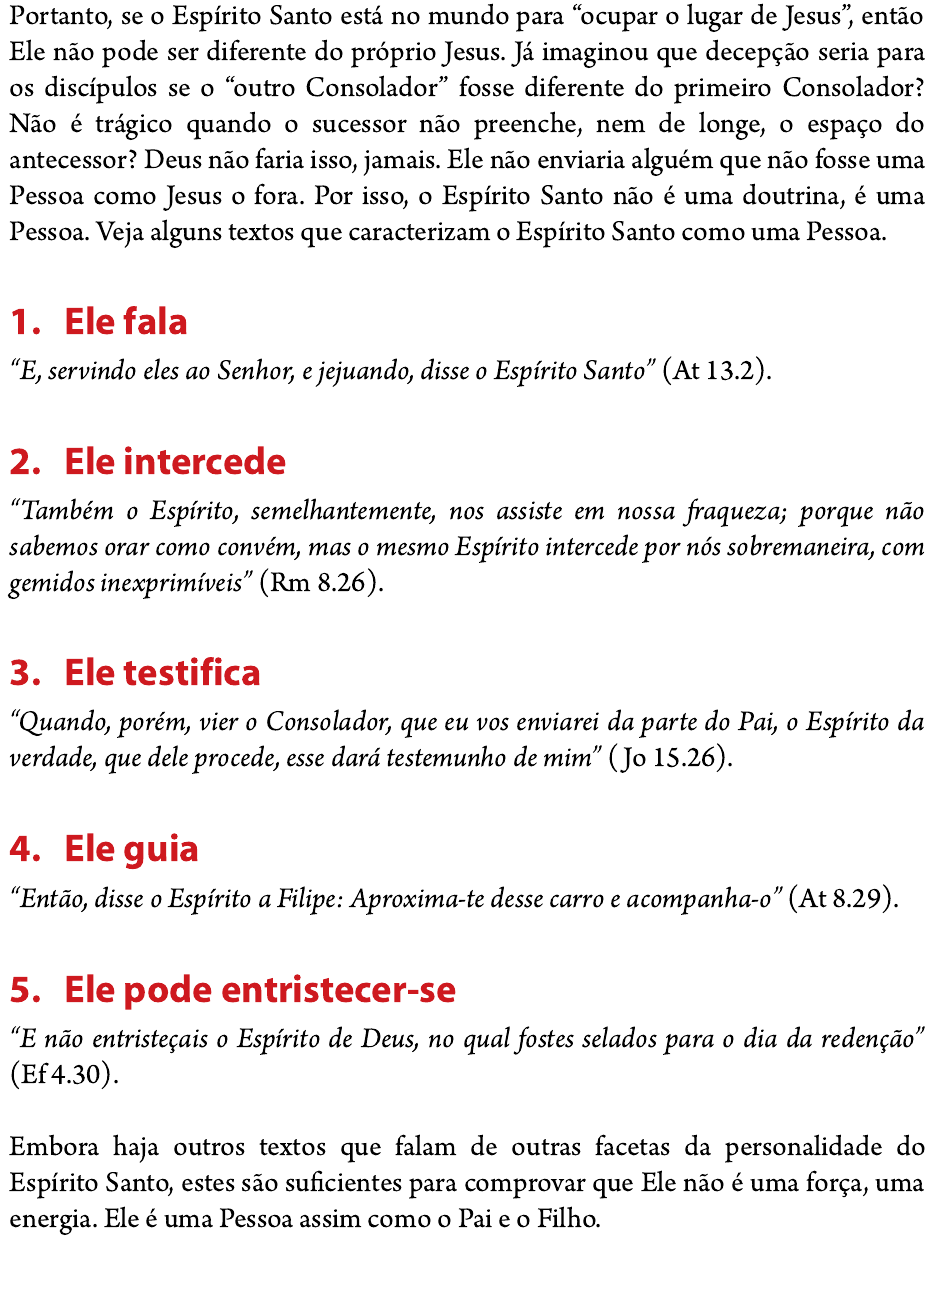 Portanto, se o Espírito Santo está no mundo para “ocupar o lugar de Jesus”, então
Ele não pode ser diferente do próprio Jesus. Já imaginou que decepção seria para
os discípulos se o “outro Consolador” fosse diferente do primeiro Consolador?
Não é trágico quando o sucessor não preenche, nem de longe, o espaço do
antecessor? Deus não faria isso, jamais. Ele não enviaria alguém que não fosse uma
Pessoa como Jesus o fora. Por isso, o Espírito Santo não é uma doutrina, é uma
Pessoa. Veja alguns textos que caracterizam o Espírito Santo como uma Pessoa.
1. Ele fala
“E, servindo eles ao Senhor, e jejuando, disse o Espírito Santo” (At 13.2).
2. Ele intercede
“Também o Espírito, semelhantemente, nos assiste em nossa fraqueza; porque não
sabemos orar como convém, mas o mesmo Espírito intercede por nós sobremaneira, com
gemidos inexprimíveis” (Rm 8.26).
3. Ele testifica
“Quando, porém, vier o Consolador, que eu vos enviarei da parte do Pai, o Espírito da
verdade, que dele procede, esse dará testemunho de mim” (Jo 15.26).
4. Ele guia
“Então, disse o Espírito a Filipe: Aproxima-te desse carro e acompanha-o” (At 8.29).
5. Ele pode entristecer-se
“E não entristeçais o Espírito de Deus, no qual fostes selados para o dia da redenção”
(Ef 4.30).
Embora haja outros textos que falam de outras facetas da personalidade do
Espírito Santo, estes são suficientes para comprovar que Ele não é uma força, uma
energia. Ele é uma Pessoa assim como o Pai e o Filho.